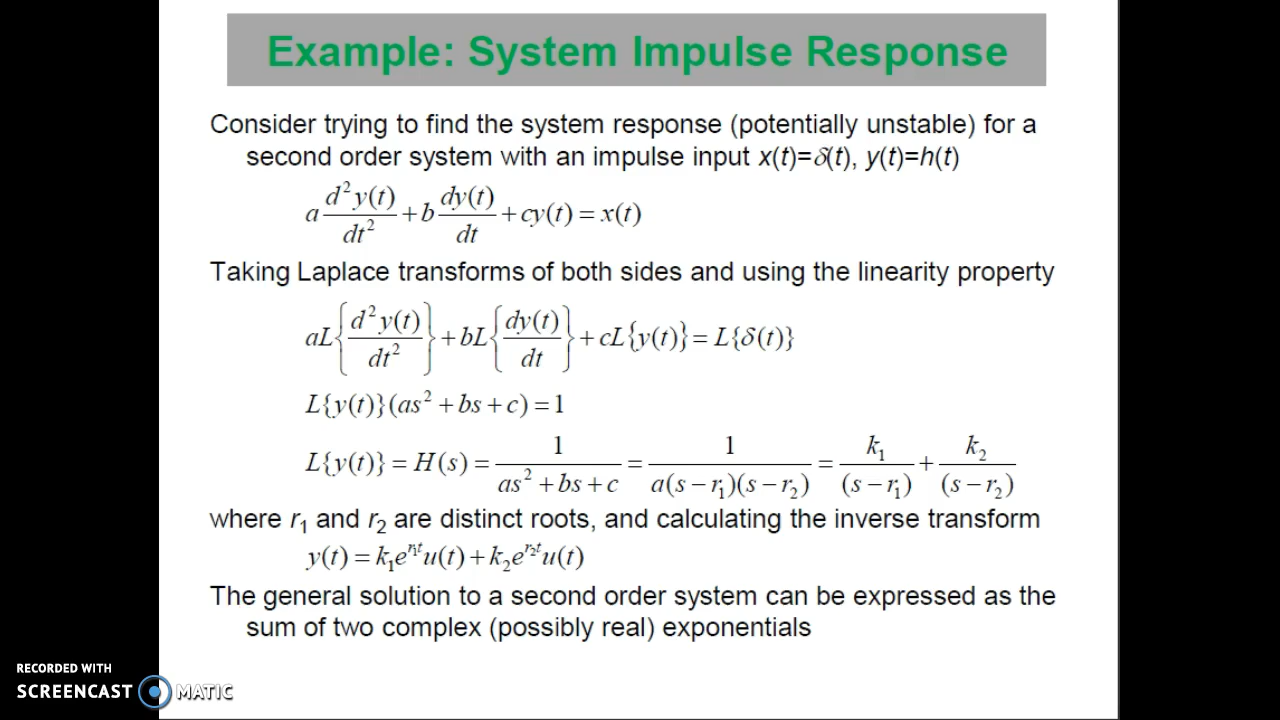 Example: System Impulse Response
Consider trying to find the system response (potentially unstable) for a
second order system with an impulse input x(t)=δ(t), y(t)=h(t)
a d²y(t)/dt² + b dy(t)/dt + cy(t) = x(t)
Taking Laplace transforms of both sides and using the linearity property
aL{d²y(t)/dt²} + bL{dy(t)/dt} + cL{y(t)} = L{δ(t)}
L{y(t)}(as² + bs + c) = 1
L{y(t)} = H(s) = 1/(as² + bs + c) = 1/(a(s − r₁)(s − r₂)) = k₁/(s − r₁) + k₂/(s − r₂)
where r₁ and r₂ are distinct roots, and calculating the inverse transform
y(t) = k₁e^(r₁t)u(t) + k₂e^(r₂t)u(t)
The general solution to a second order system can be expressed as the
sum of two complex (possibly real) exponentials
RECORDED WITH
SCREENCAST MATIC